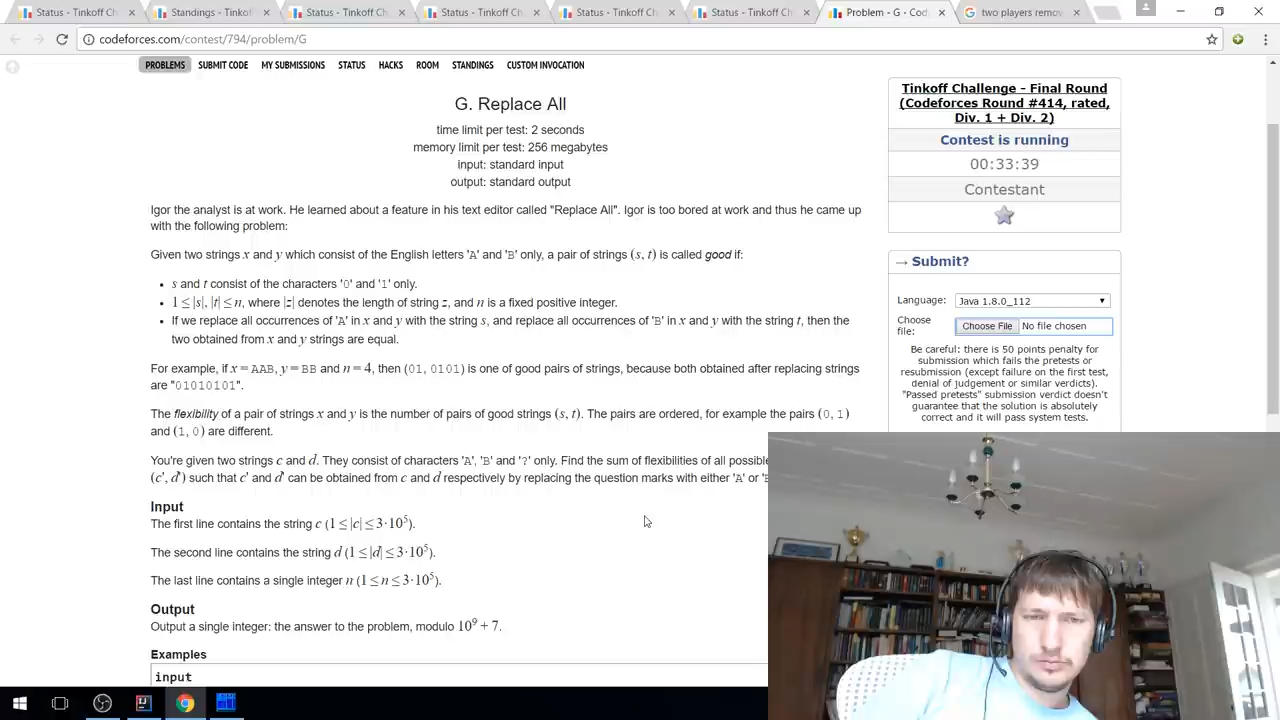 Status - Tinkoff Ch
Standings - Tinkoff
Status - Tinkoff Ch
Status - Tinkoff Ch
Status - Tinkoff Ch
Status - Tinkoff Ch
Problem - G - Cod
two players remov
codeforces.com/contest/794/problem/G
PROBLEMS SUBMIT CODE MY SUBMISSIONS STATUS HACKS ROOM STANDINGS CUSTOM INVOCATION
G. Replace All
time limit per test: 2 seconds
memory limit per test: 256 megabytes
input: standard input
output: standard output
Igor the analyst is at work. He learned about a feature in his text editor called "Replace All". Igor is too bored at work and thus he came up
with the following problem:
Given two strings x and y which consist of the English letters 'A' and 'B' only, a pair of strings (s, t) is called good if:
• s and t consist of the characters '0' and '1' only.
• 1 ≤ |s|, |t| ≤ n, where |z| denotes the length of string z, and n is a fixed positive integer.
• If we replace all occurrences of 'A' in x and y with the string s, and replace all occurrences of 'B' in x and y with the string t, then the
two obtained from x and y strings are equal.
For example, if x = AAB, y = BB and n = 4, then (01, 0101) is one of good pairs of strings, because both obtained after replacing strings
are "01010101".
The flexibility of a pair of strings x and y is the number of pairs of good strings (s, t). The pairs are ordered, for example the pairs (0, 1)
and (1, 0) are different.
You're given two strings c and d. They consist of characters 'A', 'B' and '?' only. Find the sum of flexibilities of all possible
(c', d') such that c' and d' can be obtained from c and d respectively by replacing the question marks with either 'A' or
Input
The first line contains the string c (1 ≤ |c| ≤ 3·10⁵).
The second line contains the string d (1 ≤ |d| ≤ 3·10⁵).
The last line contains a single integer n (1 ≤ n ≤ 3·10⁵).
Output
Output a single integer: the answer to the problem, modulo 10⁹ + 7.
Examples
input
Tinkoff Challenge - Final Round
(Codeforces Round #414, rated,
Div. 1 + Div. 2)
Contest is running
00:33:39
Contestant
→ Submit?
Language: Java 1.8.0_112
Choose
file: Choose File No file chosen
Be careful: there is 50 points penalty for
submission which fails the pretests or
resubmission (except failure on the first test,
denial of judgement or similar verdicts).
"Passed pretests" submission verdict doesn't
guarantee that the solution is absolutely
correct and it will pass system tests.